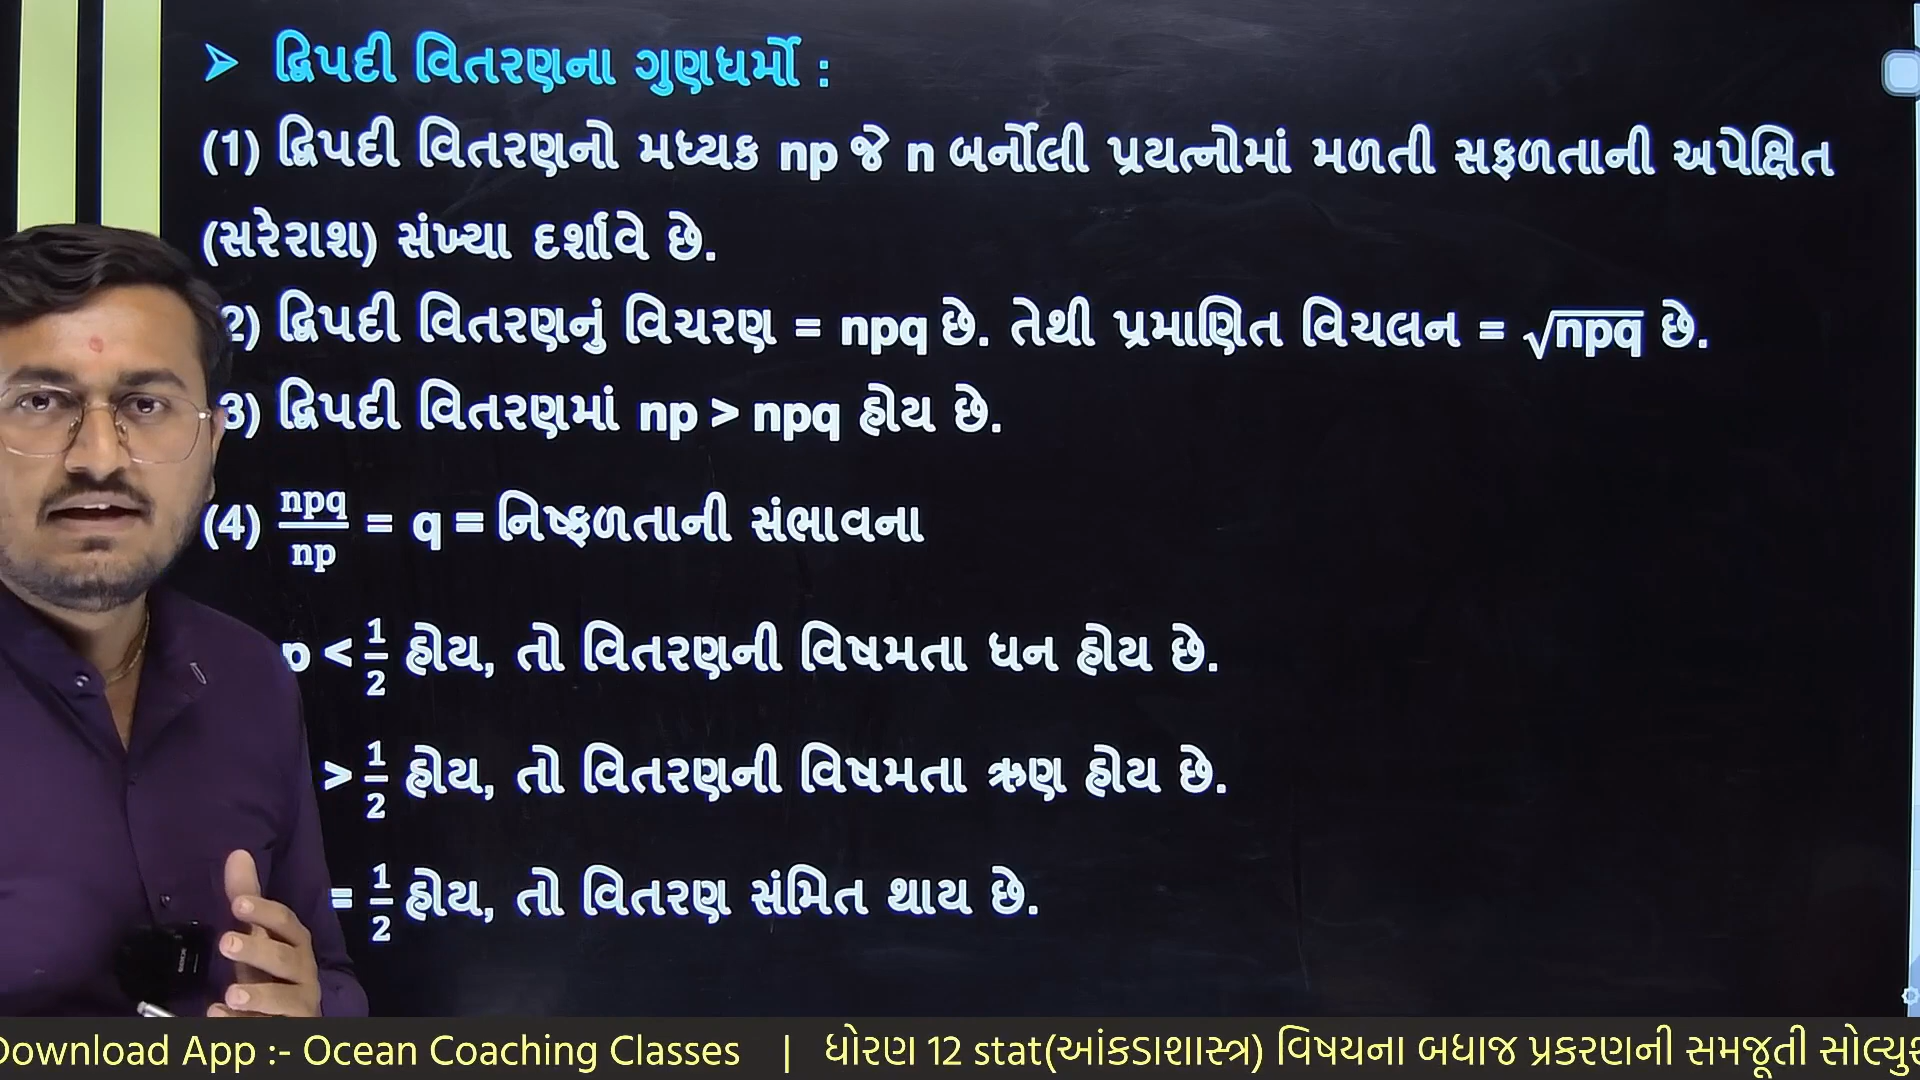 ➢ દ્વિપદી વિતરણના ગુણધર્મો :
(1) દ્વિપદી વિતરણનો મધ્યક np જે n બર્નોલી પ્રયત્નોમાં મળતી સફળતાની અપેક્ષિત
(સરેરાશ) સંખ્યા દર્શાવે છે.
2) દ્વિપદી વિતરણનું વિચરણ = npq છે. તેથી પ્રમાણિત વિચલન = √npq છે.
3) દ્વિપદી વિતરણમાં np > npq હોય છે.
(4) npq/np = q = નિષ્ફળતાની સંભાવના
p < 1/2 હોય, તો વિતરણની વિષમતા ધન હોય છે.
> 1/2 હોય, તો વિતરણની વિષમતા ઋણ હોય છે.
= 1/2 હોય, તો વિતરણ સંમિત થાય છે.
Download App :- Ocean Coaching Classes | ધોરણ 12 stat(આંકડાશાસ્ત્ર) વિષયના બધાજ પ્રકરણની સમજૂતી